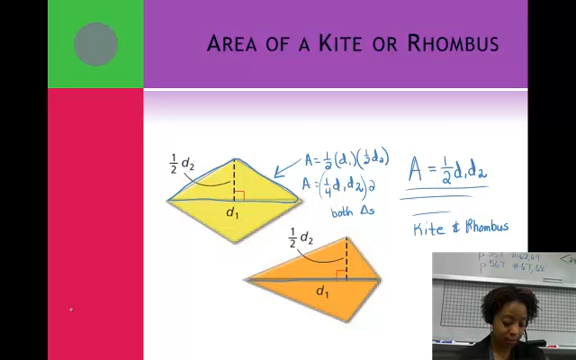 AREA OF A KITE OR RHOMBUS
1/2 d₂
d₁
A = 1/2 (d₁)(1/2 d₂)
A = (1/4 d₁ d₂) 2
both Δs
A = 1/2 d₁ d₂
Kite & Rhombus
1/2 d₂
d₁